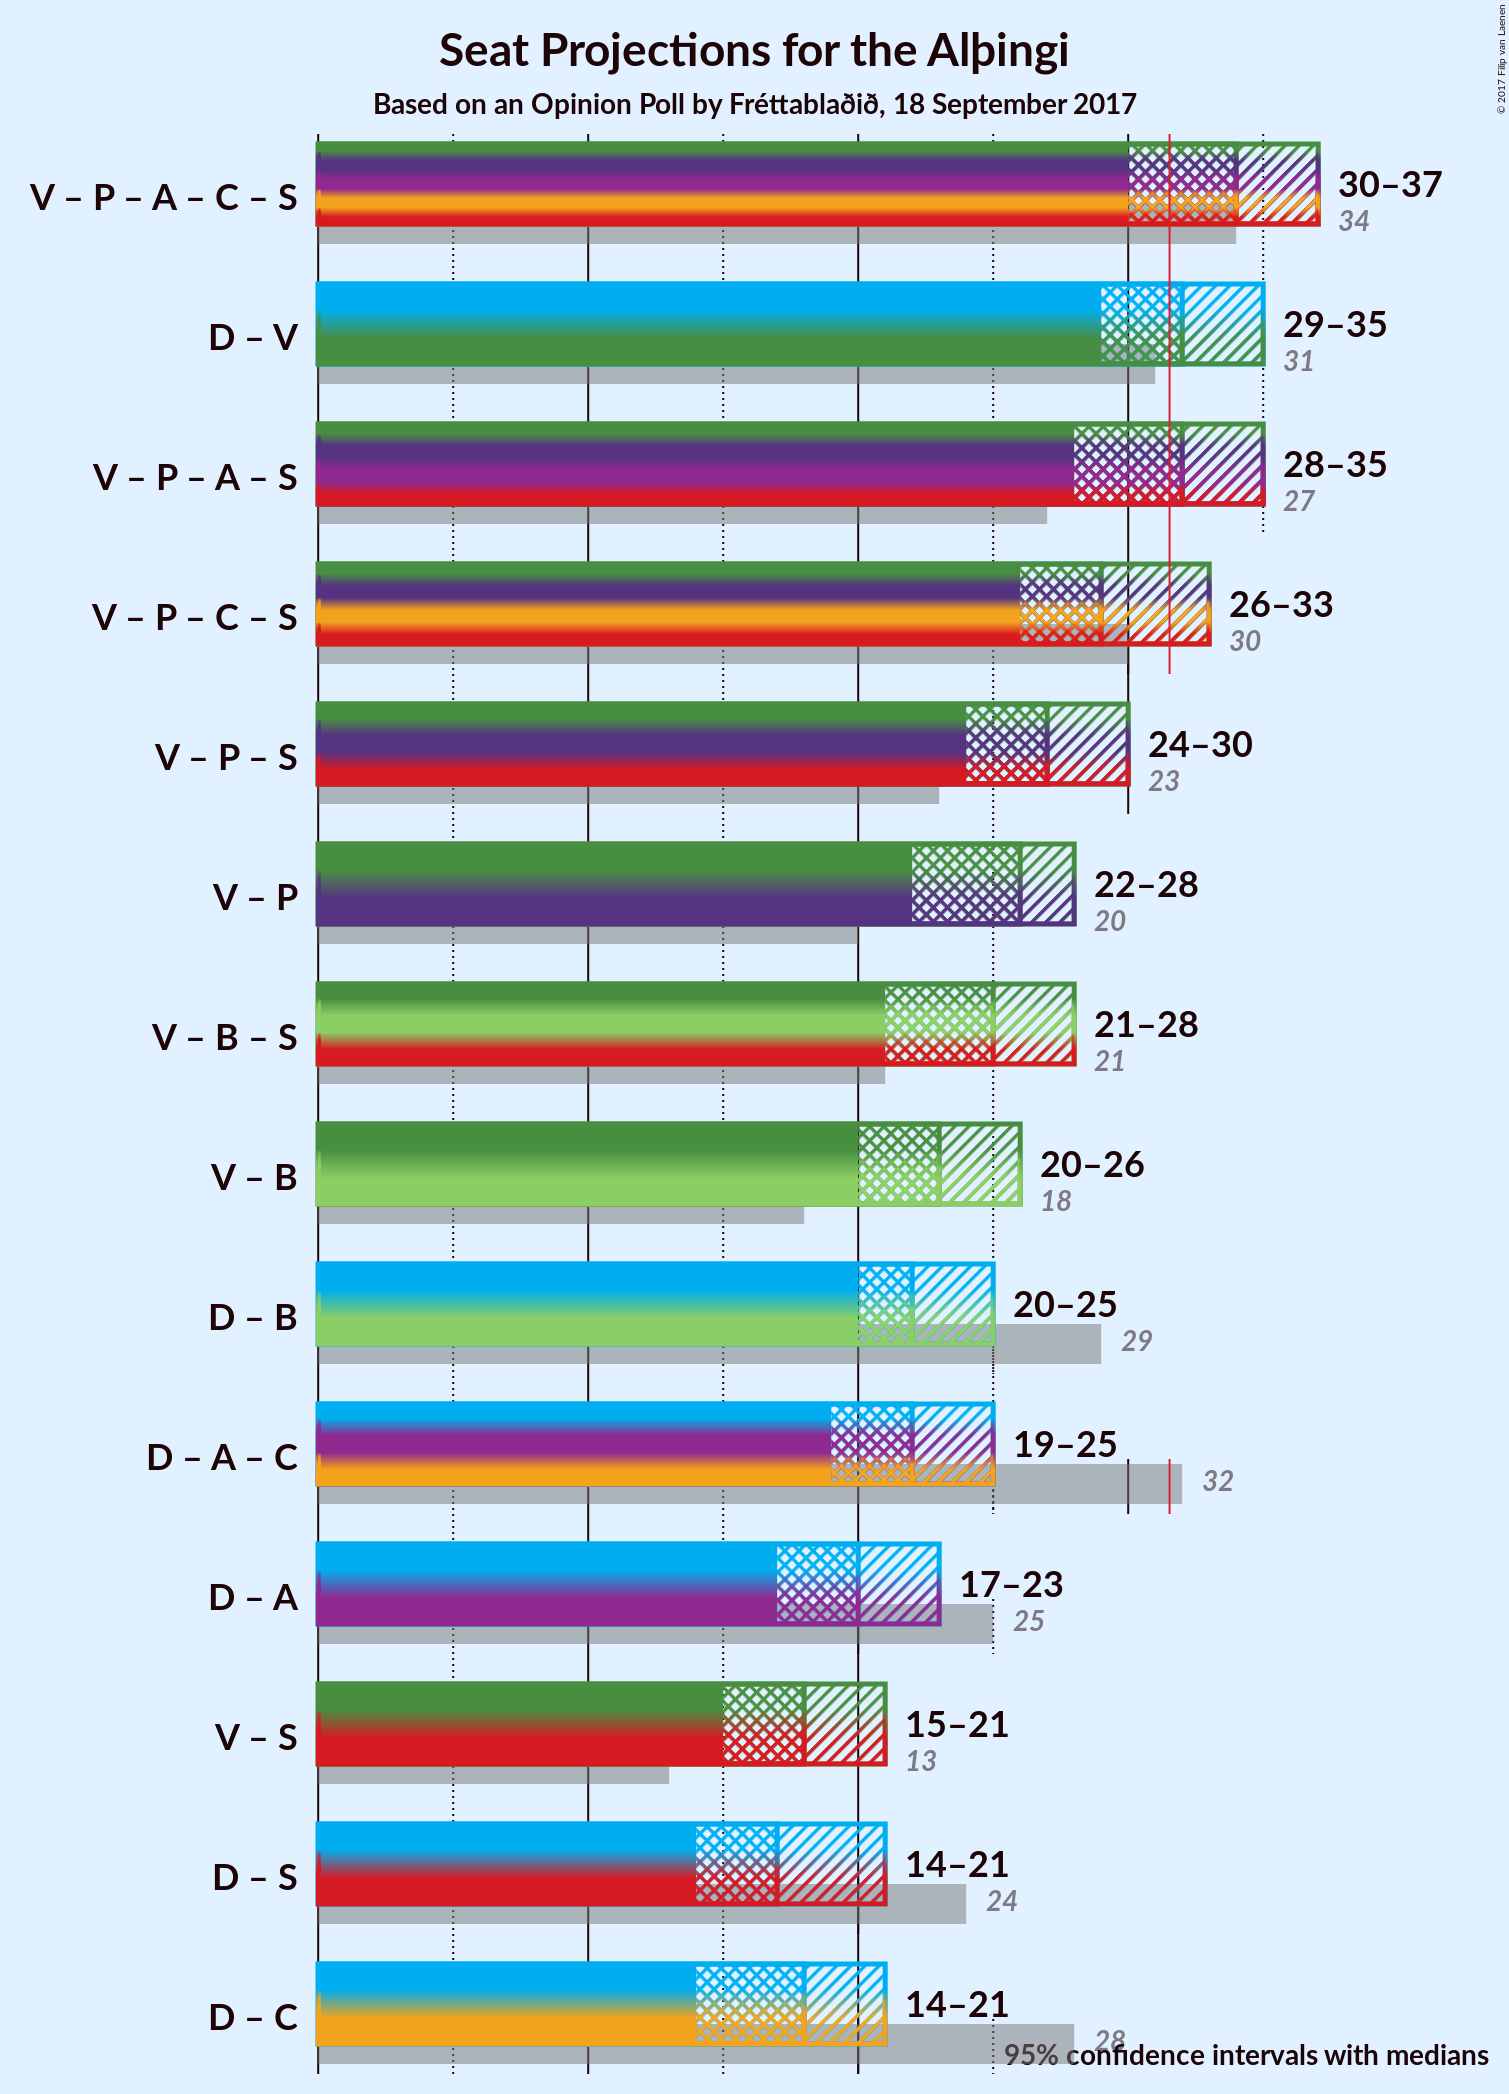 Seat Projections for the Alþingi
Based on an Opinion Poll by Fréttablaðið, 18 September 2017
© 2017 Filip van Laenen
V – P – A – C – S
30–37
34
D – V
29–35
31
V – P – A – S
28–35
27
V – P – C – S
26–33
30
V – P – S
24–30
23
V – P
22–28
20
V – B – S
21–28
21
V – B
20–26
18
D – B
20–25
29
D – A – C
19–25
32
D – A
17–23
25
V – S
15–21
13
D – S
14–21
24
D – C
14–21
28
95% confidence intervals with medians